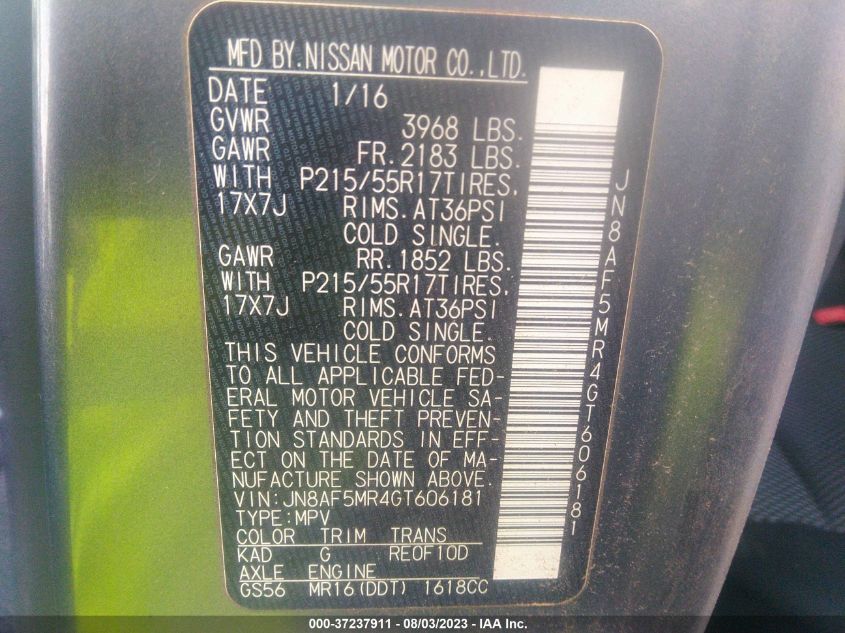 MFD BY.NISSAN MOTOR CO.,LTD.
DATE 1/16
GVWR 3968 LBS.
GAWR FR.2183 LBS.
WITH P215/55R17TIRES,
17X7J RIMS.AT36PSI
COLD SINGLE.
GAWR RR.1852 LBS.
WITH P215/55R17TIRES,
17X7J RIMS.AT36PSI
COLD SINGLE.
THIS VEHICLE CONFORMS
TO ALL APPLICABLE FED-
ERAL MOTOR VEHICLE SA-
FETY AND THEFT PREVEN-
TION STANDARDS IN EFF-
ECT ON THE DATE OF MA-
NUFACTURE SHOWN ABOVE.
VIN:JN8AF5MR4GT606181
TYPE:MPV
COLOR TRIM TRANS
KAD G RE0F10D
AXLE ENGINE
GS56 MR16(DDT) 1618CC
JN8AF5MR4GT606181
000-37237911 - 08/03/2023 - IAA Inc.